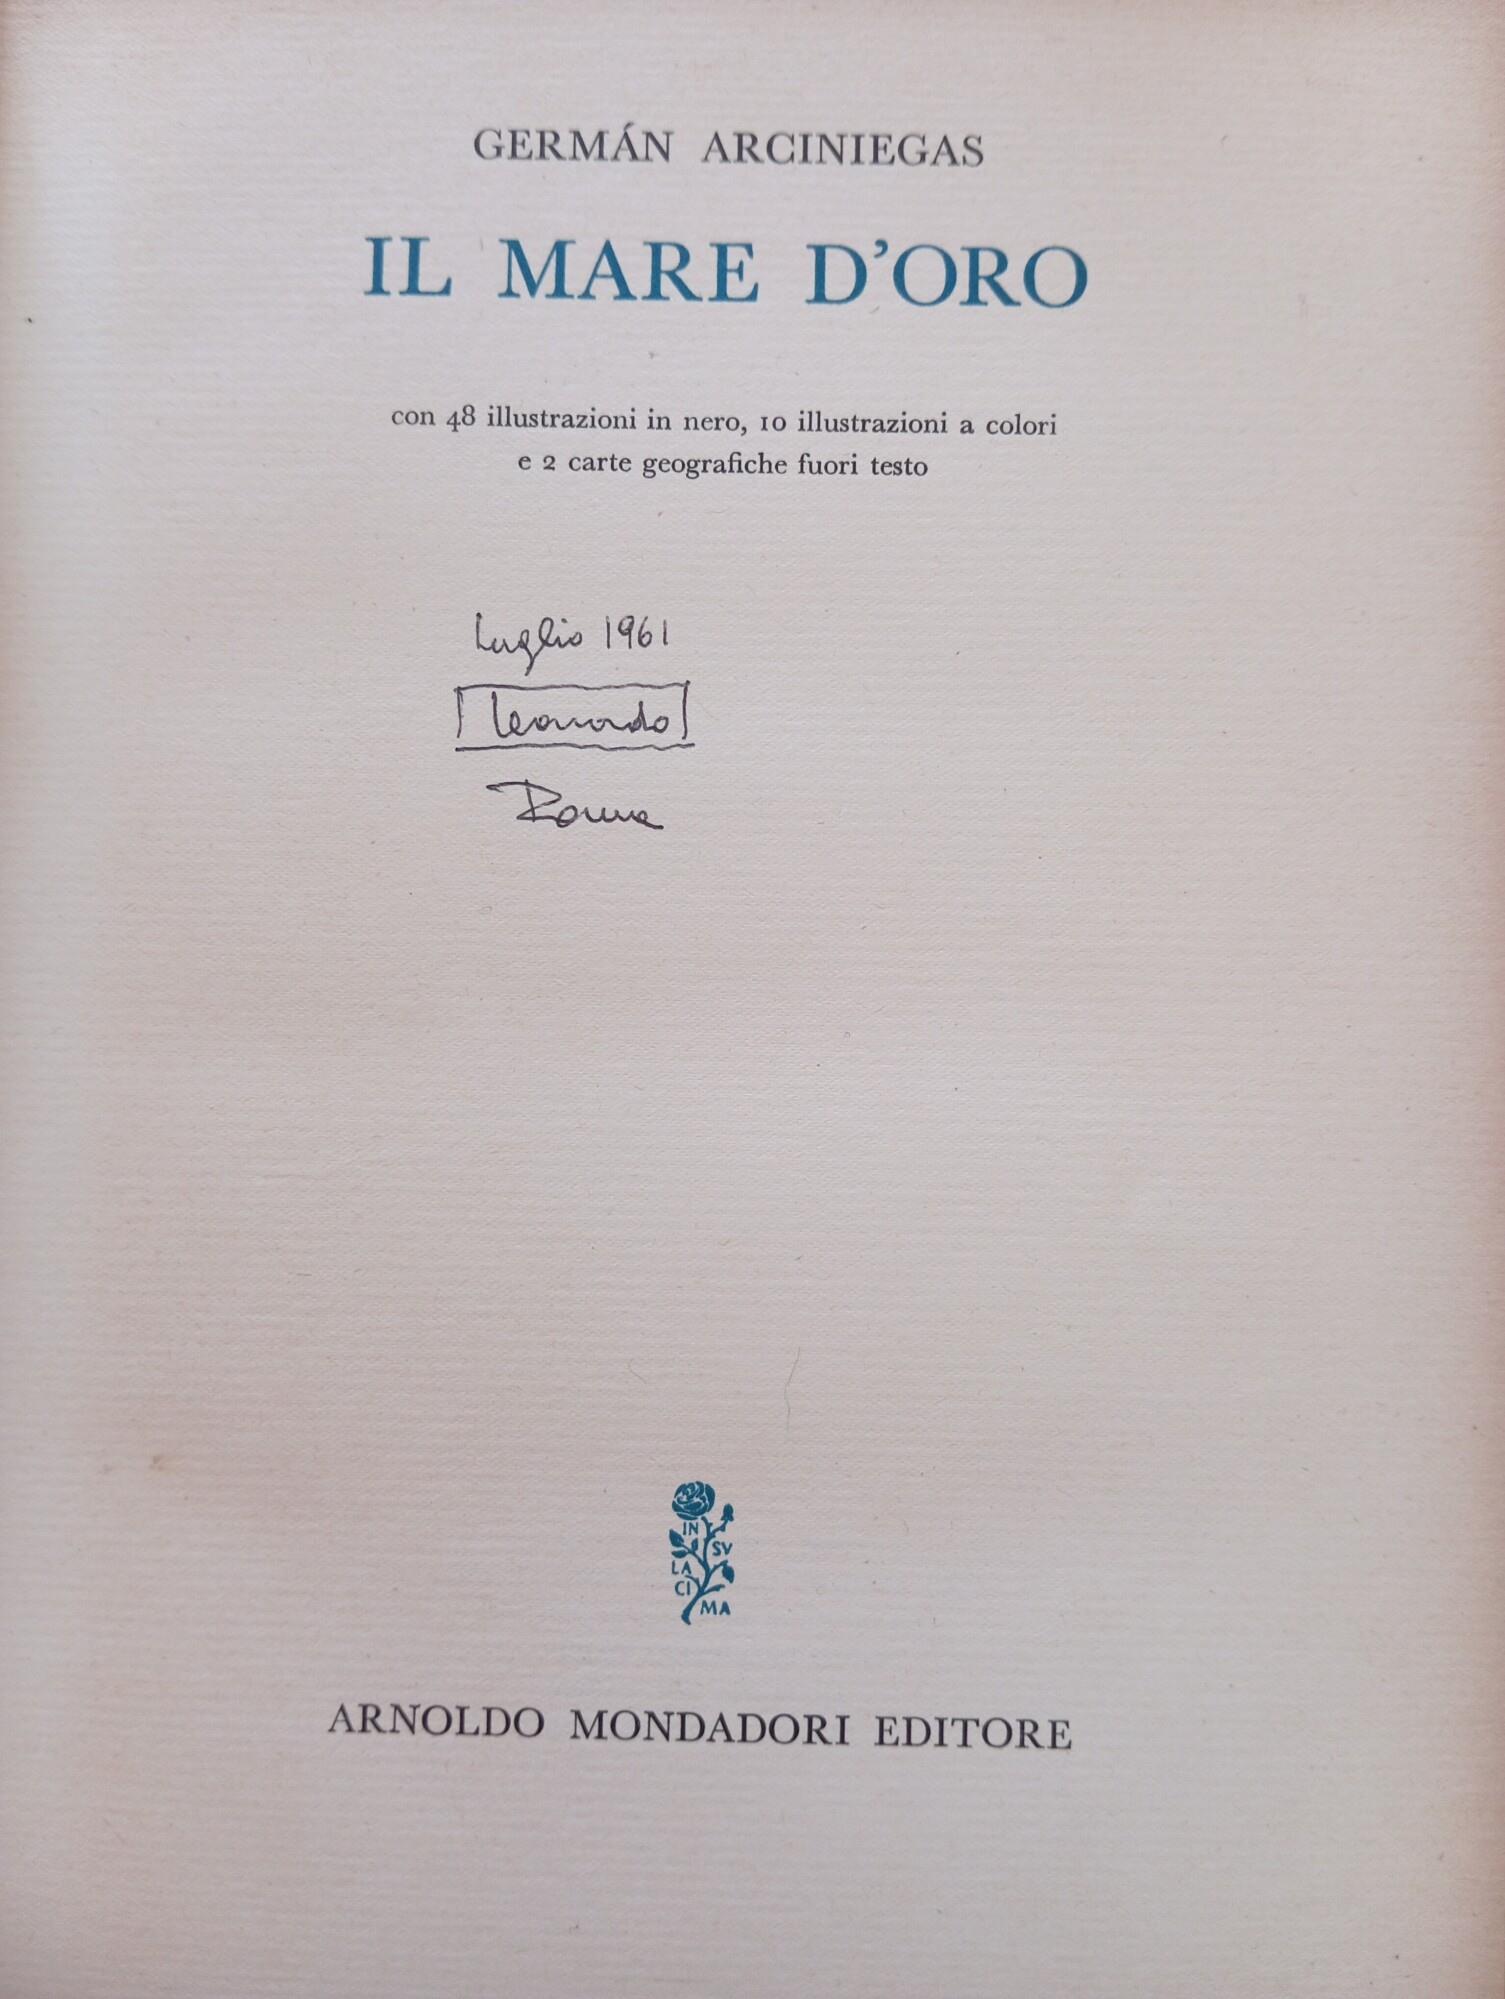 GERMÁN ARCINIEGAS
IL MARE D'ORO
con 48 illustrazioni in nero, 10 illustrazioni a colori
e 2 carte geografiche fuori testo
Luglio 1961
Leonardo
Roma
IN
SV
LA
CI
MA
ARNOLDO MONDADORI EDITORE